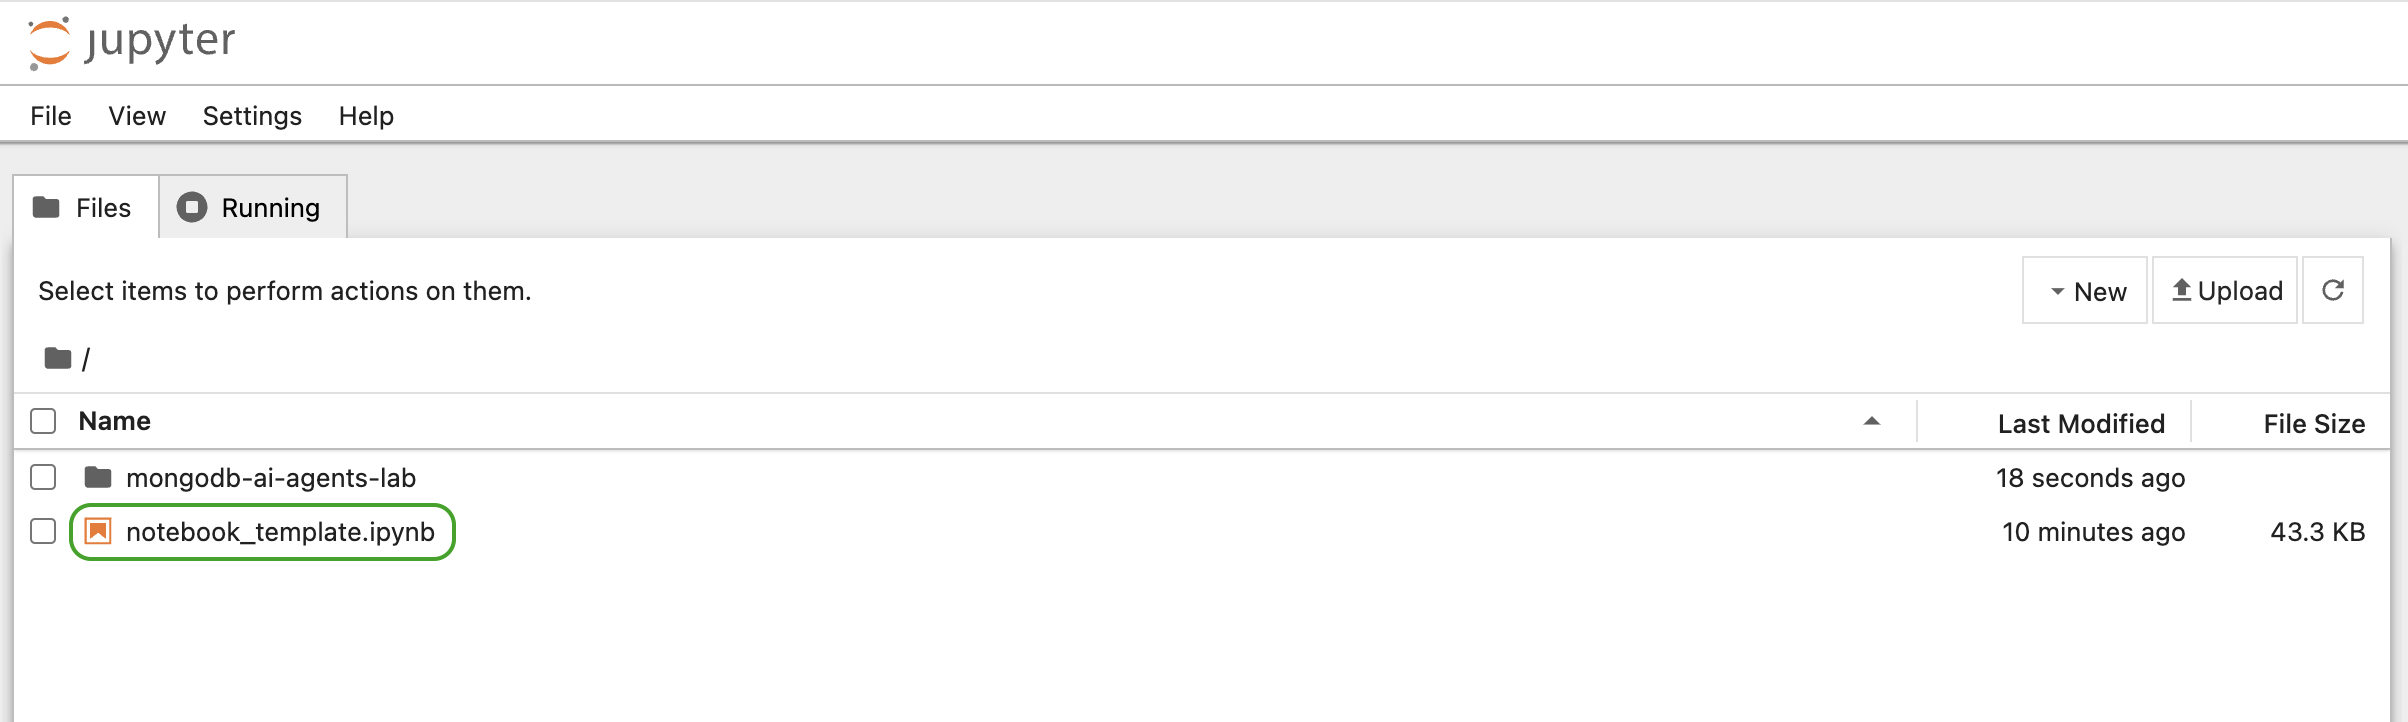 jupyter
File View Settings Help
Files Running
Select items to perform actions on them.
New Upload
/
Name Last Modified File Size
mongodb-ai-agents-lab 18 seconds ago
notebook_template.ipynb 10 minutes ago 43.3 KB